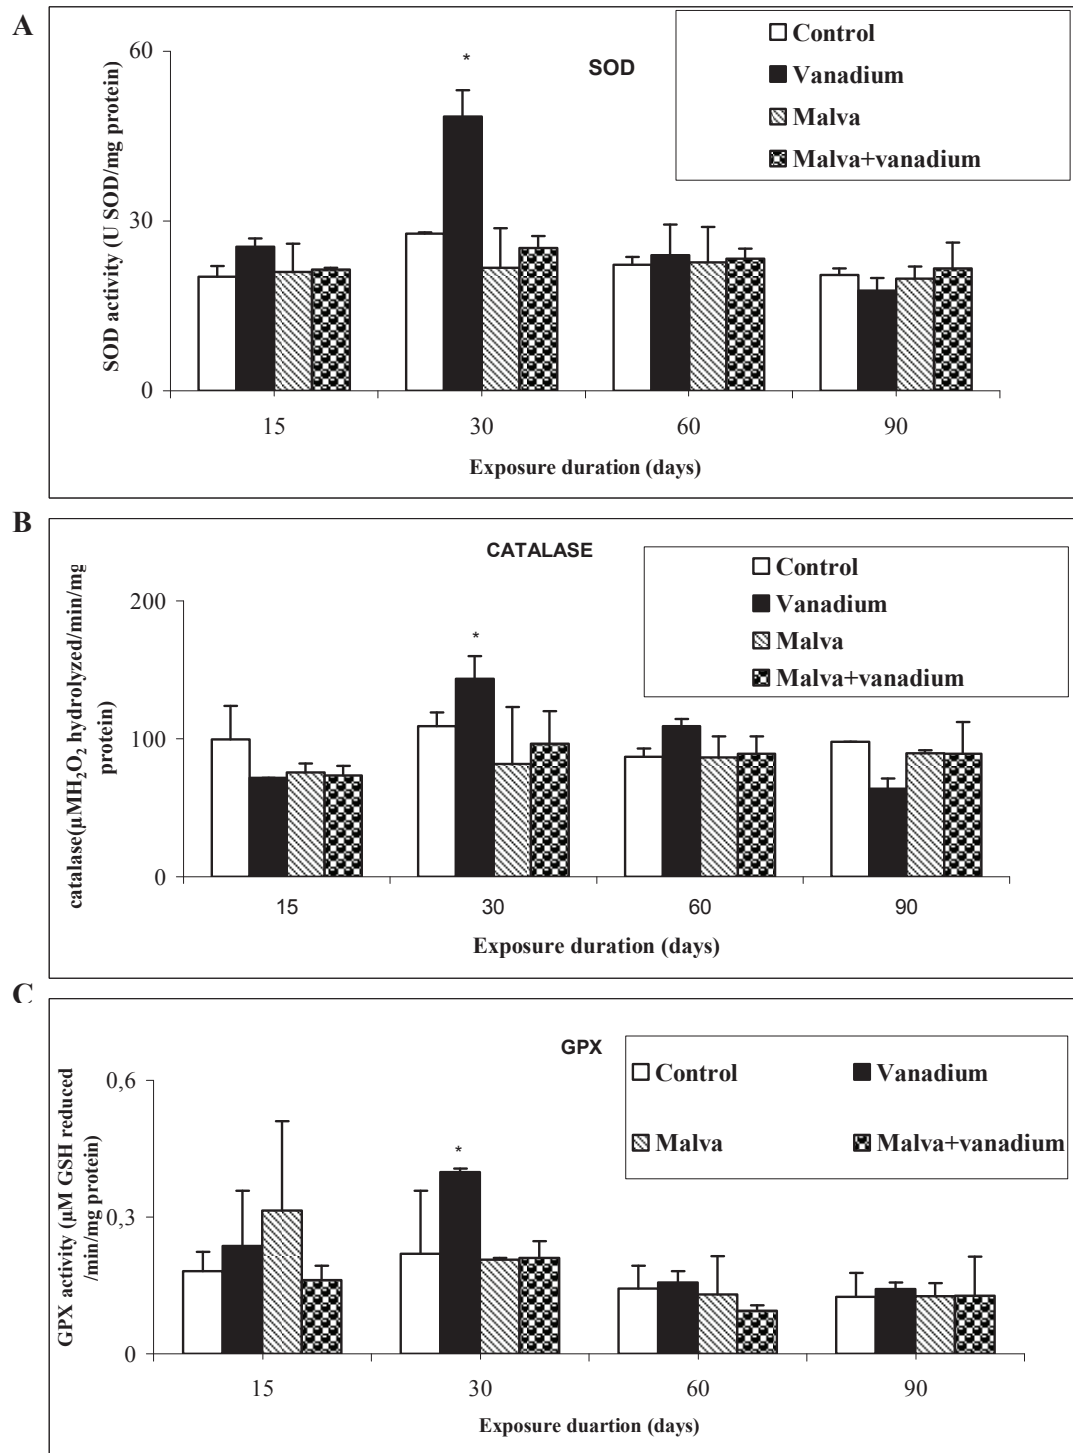 A
SOD
Control
Vanadium
Malva
Malva+vanadium
SOD activity (U SOD/mg protein)
60
*
30
0
15 30 60 90
Exposure duration (days)
B
CATALASE
Control
Vanadium
Malva
Malva+vanadium
catalase(µMH₂O₂ hydrolyzed/min/mg
protein)
200
*
100
0
15 30 60 90
Exposure duration (days)
C
GPX
Control Vanadium
Malva Malva+vanadium
GPX activity (µM GSH reduced
/min/mg protein)
0,6
*
0,3
0
15 30 60 90
Exposure duartion (days)